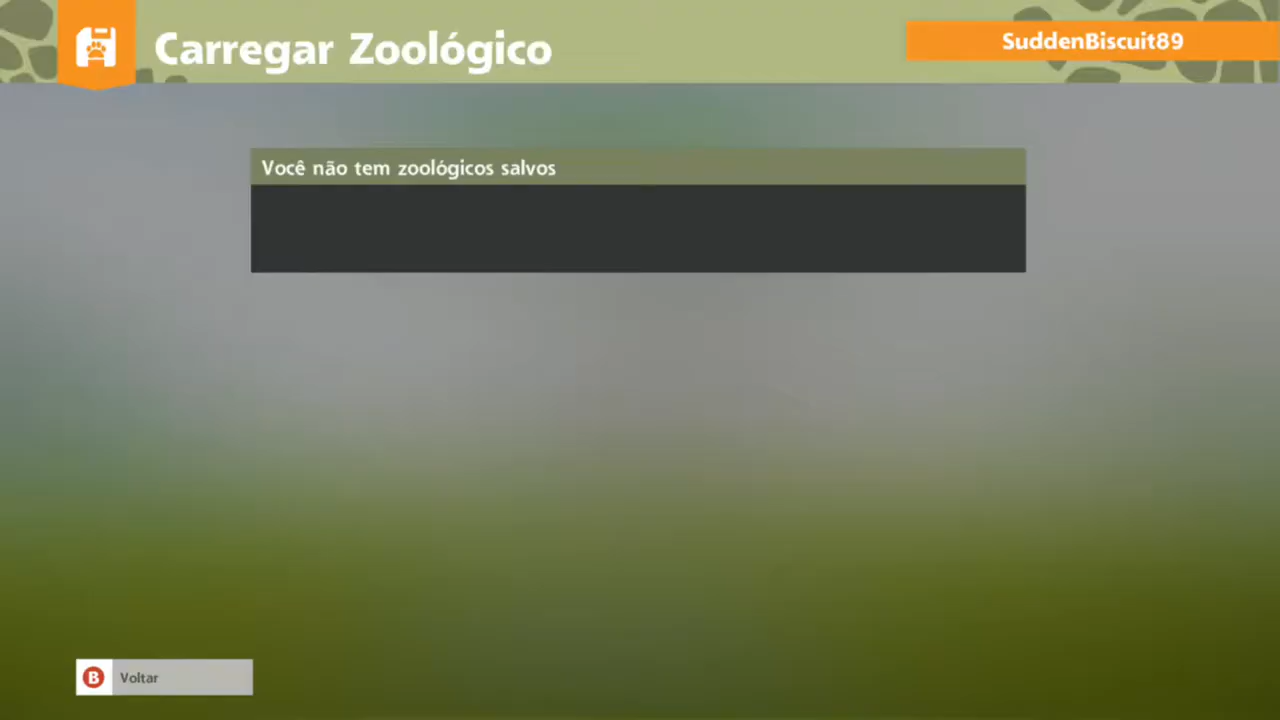 Carregar Zoológico
SuddenBiscuit89
Você não tem zoológicos salvos
B Voltar